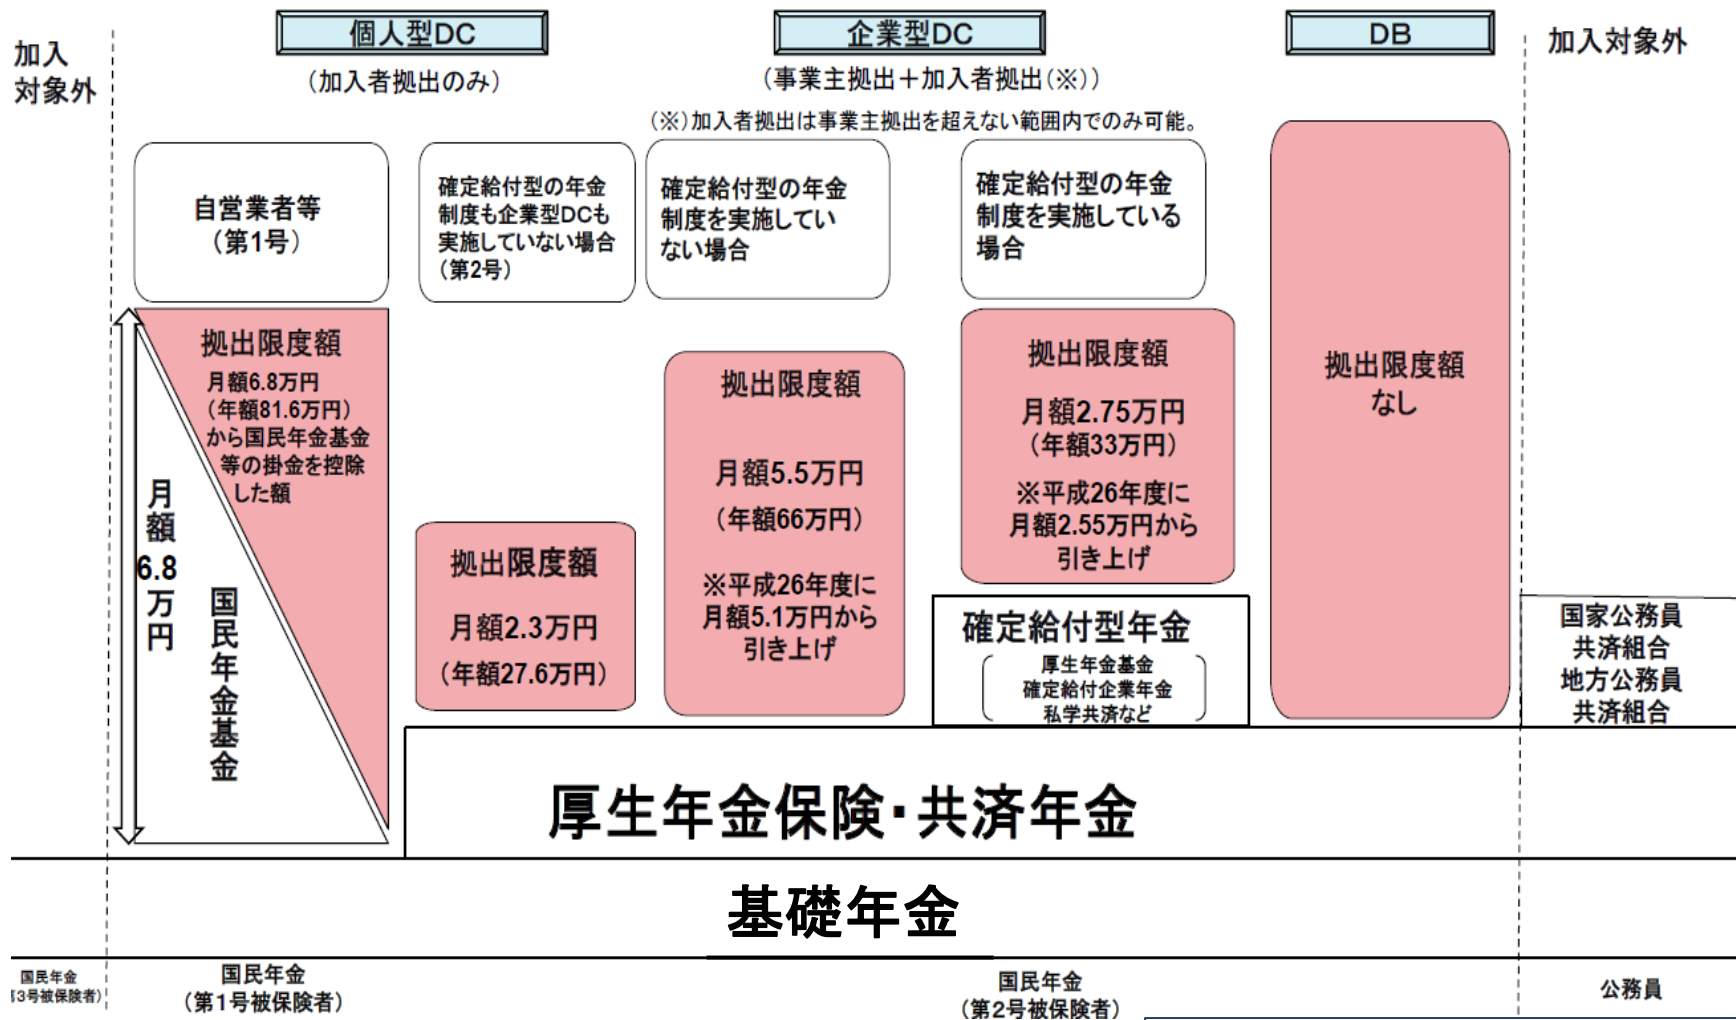 加入
対象外
個人型DC
(加入者拠出のみ)
企業型DC
(事業主拠出＋加入者拠出(※))
(※)加入者拠出は事業主拠出を超えない範囲内でのみ可能。
DB
加入対象外
自営業者等
(第1号)
確定給付型の年金
制度も企業型DCも
実施していない場合
(第2号)
確定給付型の年金
制度を実施してい
ない場合
確定給付型の年金
制度を実施している
場合
拠出限度額
月額6.8万円
(年額81.6万円)
から国民年金基金
等の掛金を控除
した額
月額6.8万円
国民年金基金
拠出限度額
月額2.3万円
(年額27.6万円)
拠出限度額
月額5.5万円
(年額66万円)
※平成26年度に
月額5.1万円から
引き上げ
拠出限度額
月額2.75万円
(年額33万円)
※平成26年度に
月額2.55万円から
引き上げ
確定給付型年金
厚生年金基金
確定給付企業年金
私学共済など
拠出限度額
なし
国家公務員
共済組合
地方公務員
共済組合
厚生年金保険・共済年金
基礎年金
国民年金
3号被保険者)
国民年金
(第1号被保険者)
国民年金
(第2号被保険者)
公務員